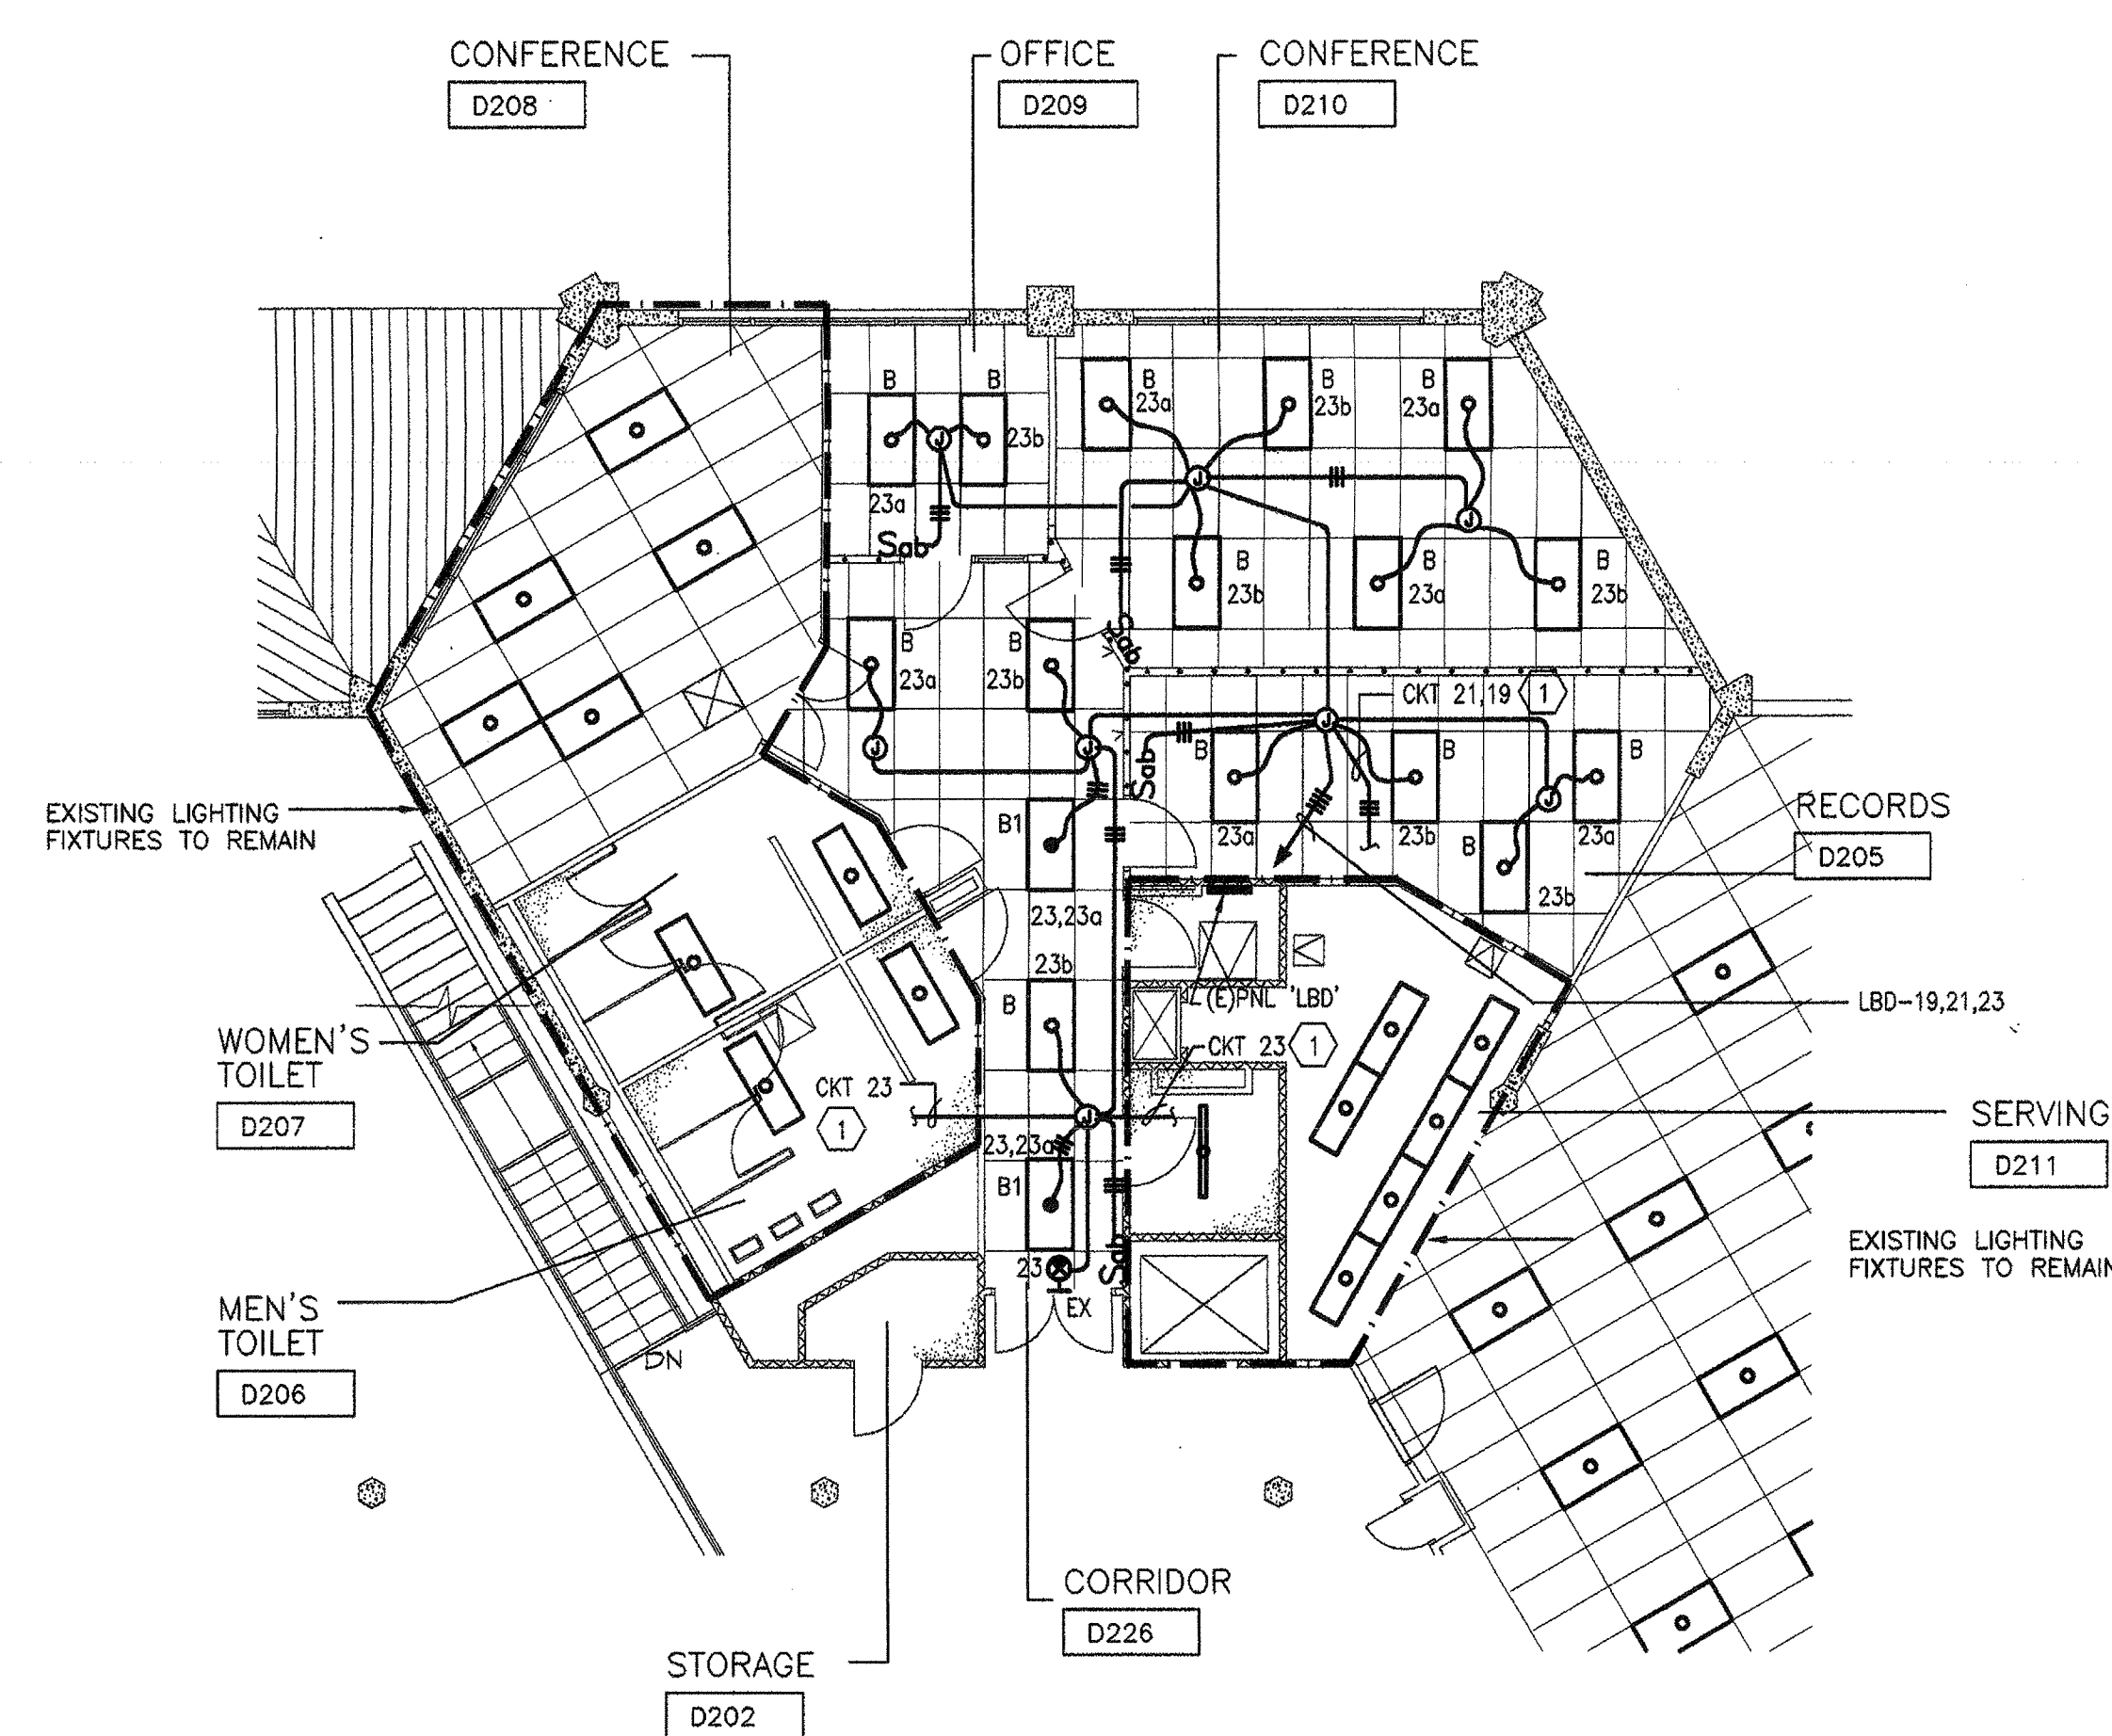 CONFERENCE
D208
OFFICE
D209
CONFERENCE
D210
B
B
23b
23a
Sab
B
23a
B
23b
B
23a
B
23b
B
23a
B
23b
Sab
B
23a
B
23b
CKT 21,19
1
Sab
B
23a
B
23b
B
23a
B
23b
EXISTING LIGHTING
FIXTURES TO REMAIN
RECORDS
D205
B1
23,23a
23b
B
(E)PNL 'LBD'
LBD-19,21,23
CKT 23
1
WOMEN'S
TOILET
D207
CKT 23
1
23,23a
B1
SERVING
D211
EXISTING LIGHTING
FIXTURES TO REMAIN
23
EX
Sab
MEN'S
TOILET
D206
DN
CORRIDOR
D226
STORAGE
D202
J
J
J
J
J
J
J
J